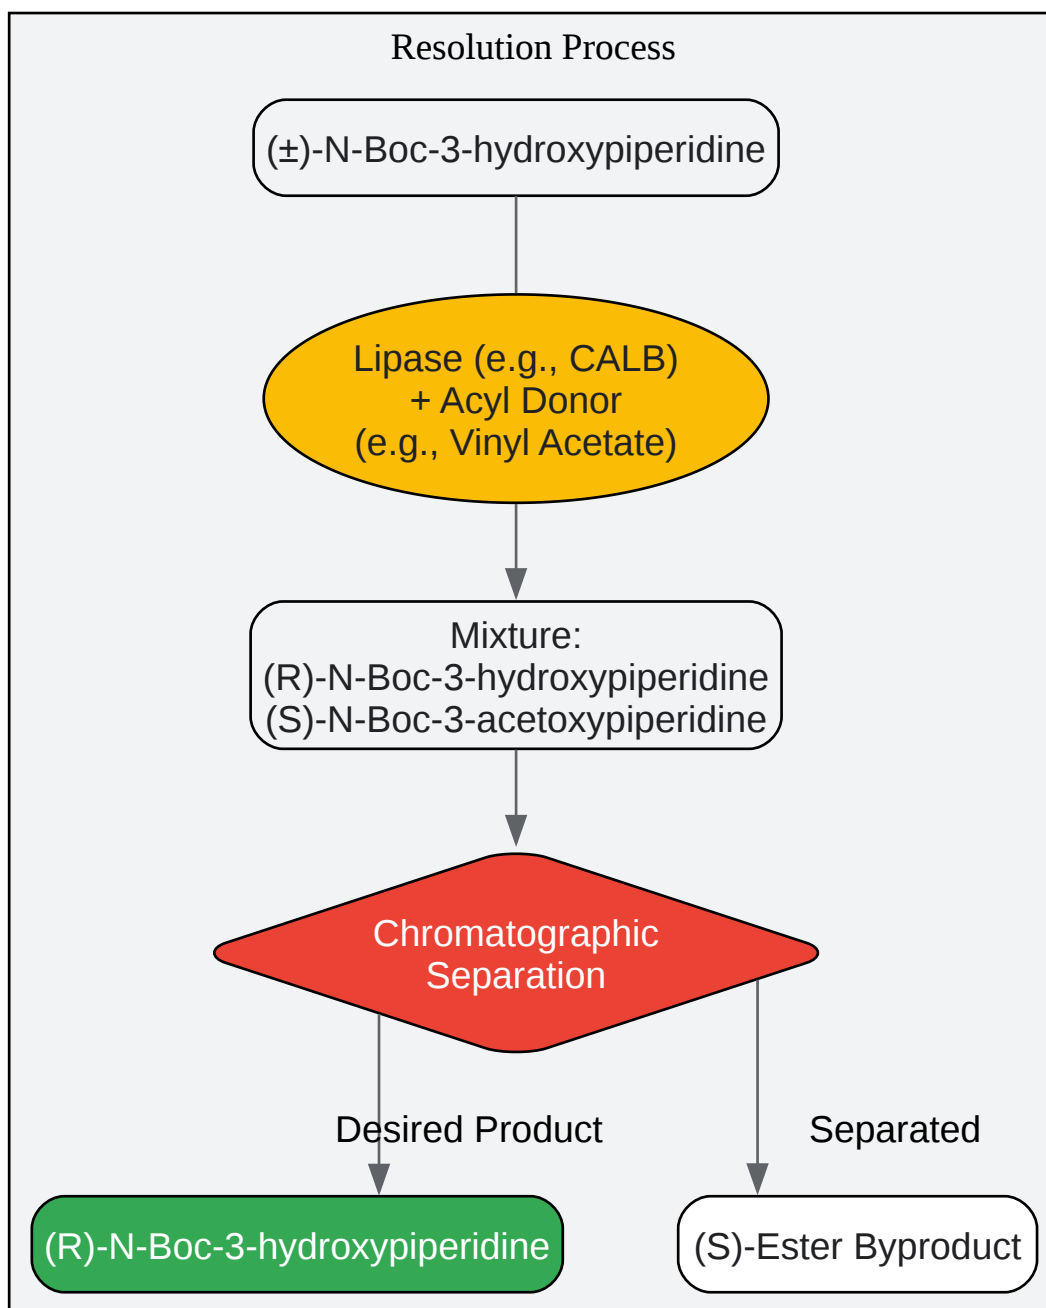 Resolution Process
(±)-N-Boc-3-hydroxypiperidine
Lipase (e.g., CALB)
+ Acyl Donor
(e.g., Vinyl Acetate)
Mixture:
(R)-N-Boc-3-hydroxypiperidine
(S)-N-Boc-3-acetoxypiperidine
Chromatographic
Separation
Desired Product
Separated
(R)-N-Boc-3-hydroxypiperidine
(S)-Ester Byproduct